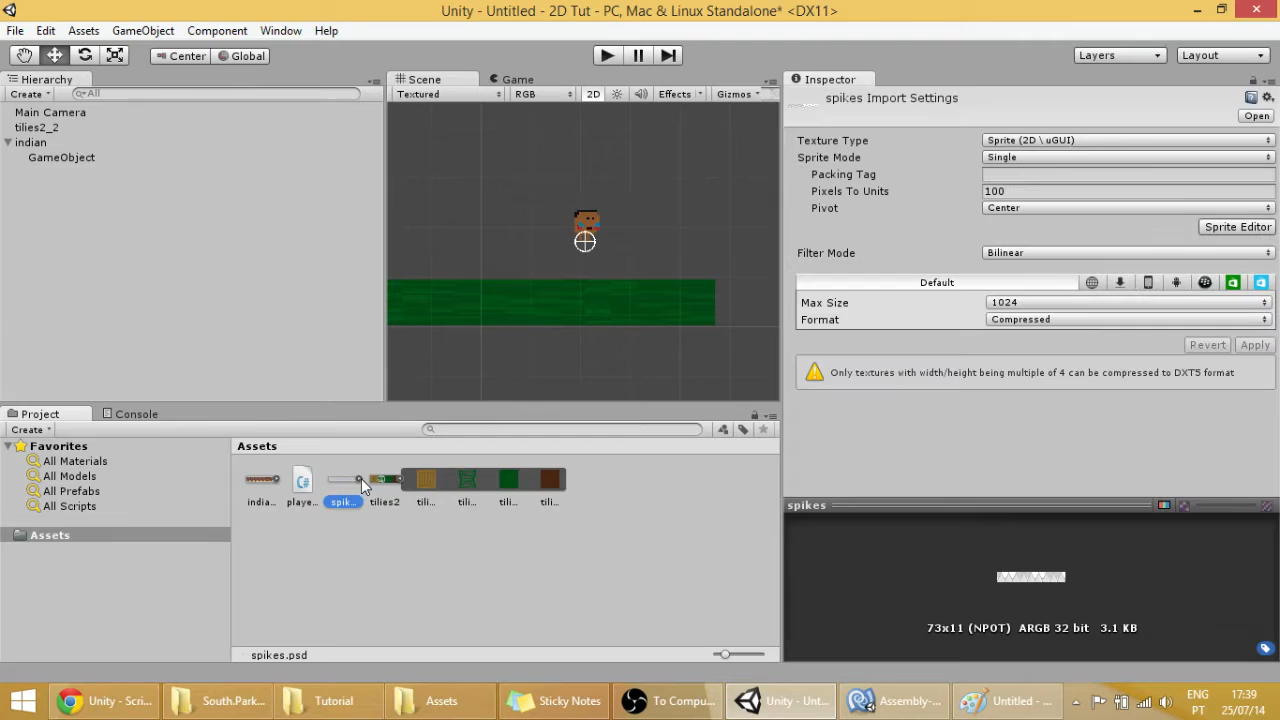 Unity - Untitled - 2D Tut - PC, Mac & Linux Standalone* <DX11>
File Edit Assets GameObject Component Window Help
Center Global Layers Layout
Hierarchy Scene Game Inspector
Create All Textured RGB 2D Effects Gizmos
spikes Import Settings
Open
Main Camera
tilies2_2
indian
GameObject
Texture Type Sprite (2D \ uGUI)
Sprite Mode Single
Packing Tag
Pixels To Units 100
Pivot Center
Sprite Editor
Filter Mode Bilinear
Default
Max Size 1024
Format Compressed
Revert Apply
Only textures with width/height being multiple of 4 can be compressed to DXT5 format
Project Console
Create
Favorites
All Materials
All Models
All Prefabs
All Scripts
Assets
Assets
C#
india... playe... spik... tilies2 tili... tili... tili... tili...
spikes
73x11 (NPOT) ARGB 32 bit 3.1 KB
spikes.psd
Unity - Scri... South.Park... Tutorial Assets Sticky Notes To Compu... Unity - Unt... Assembly-... Untitled - ...
ENG
PT
17:39
25/07/14